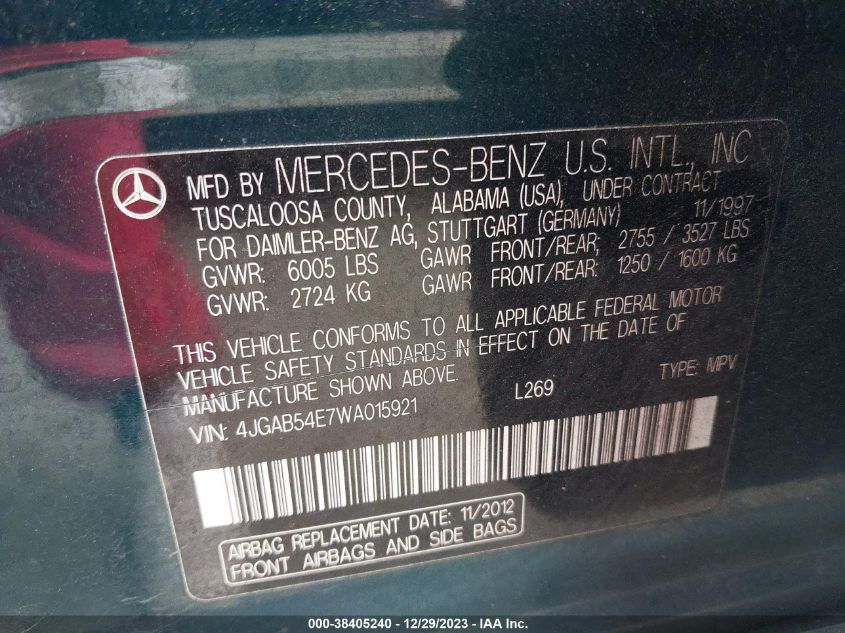 MFD BY MERCEDES-BENZ U.S. INTL., INC
TUSCALOOSA COUNTY, ALABAMA (USA), UNDER CONTRACT
FOR DAIMLER-BENZ AG, STUTTGART (GERMANY) 11/1997
GVWR: 6005 LBS GAWR FRONT/REAR; 2755 / 3527 LBS
GVWR: 2724 KG GAWR FRONT/REAR: 1250 / 1600 KG
THIS VEHICLE CONFORMS TO ALL APPLICABLE FEDERAL MOTOR
VEHICLE SAFETY STANDARDS IN EFFECT ON THE DATE OF
MANUFACTURE SHOWN ABOVE. TYPE: MPV
VIN: 4JGAB54E7WA015921 L269
AIRBAG REPLACEMENT DATE: 11/2012
FRONT AIRBAGS AND SIDE BAGS
000-38405240 - 12/29/2023 - IAA Inc.